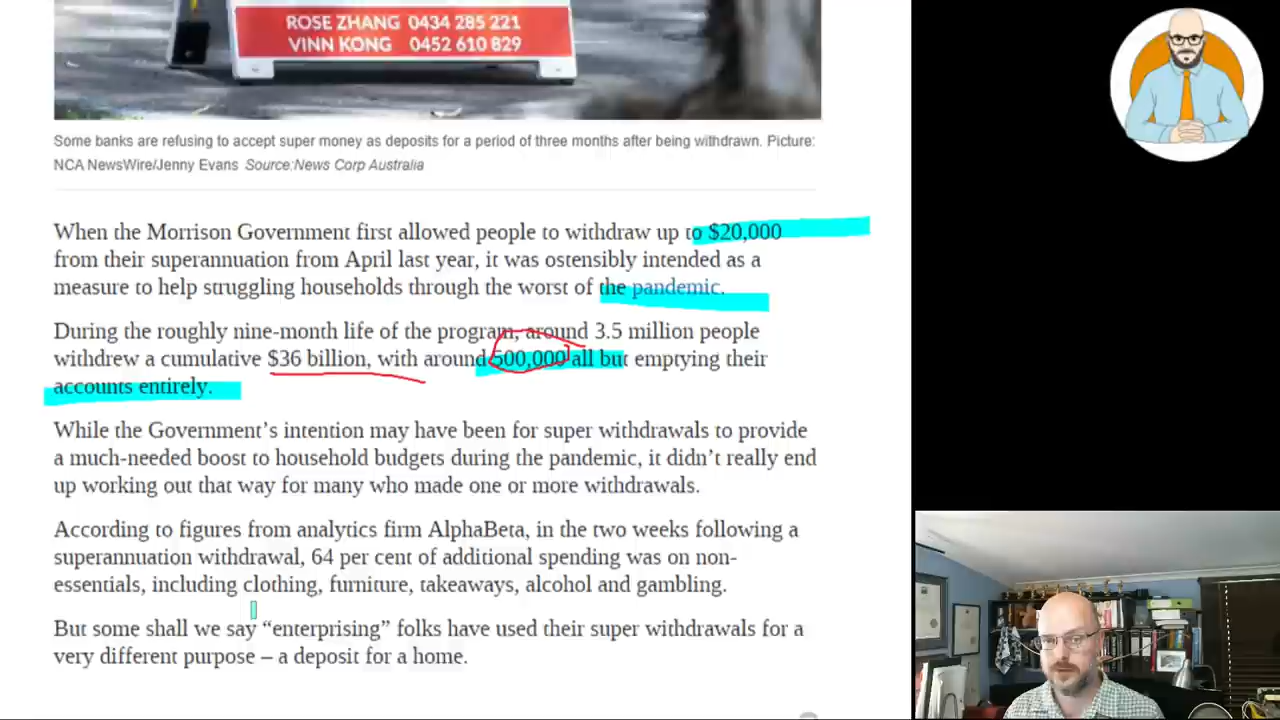 ROSE ZHANG 0434 285 221
VINN KONG 0452 610 829
Some banks are refusing to accept super money as deposits for a period of three months after being withdrawn. Picture:
NCA NewsWire/Jenny Evans Source:News Corp Australia
When the Morrison Government first allowed people to withdraw up to $20,000
from their superannuation from April last year, it was ostensibly intended as a
measure to help struggling households through the worst of the pandemic.
During the roughly nine-month life of the program, around 3.5 million people
withdrew a cumulative $36 billion, with around 500,000 all but emptying their
accounts entirely.
While the Government’s intention may have been for super withdrawals to provide
a much-needed boost to household budgets during the pandemic, it didn’t really end
up working out that way for many who made one or more withdrawals.
According to figures from analytics firm AlphaBeta, in the two weeks following a
superannuation withdrawal, 64 per cent of additional spending was on non-
essentials, including clothing, furniture, takeaways, alcohol and gambling.
But some shall we say “enterprising” folks have used their super withdrawals for a
very different purpose – a deposit for a home.